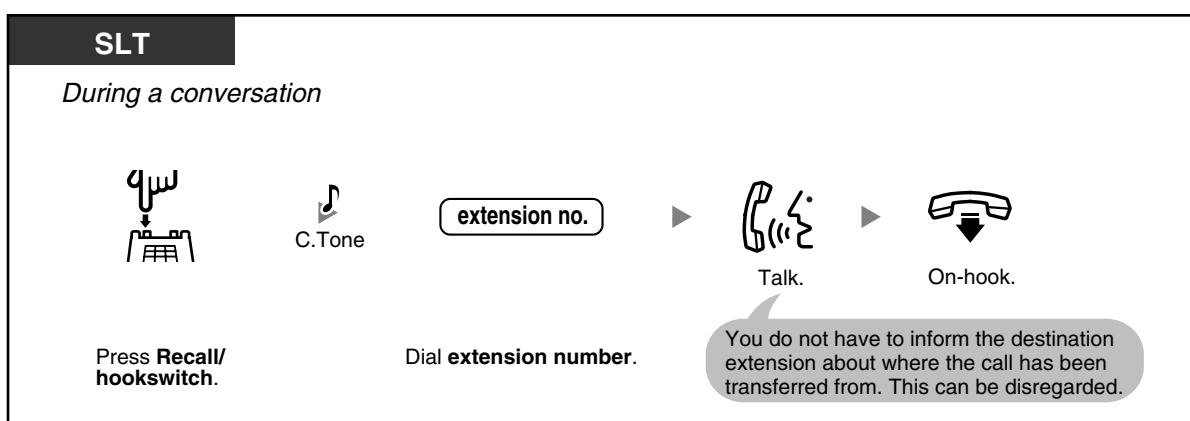 SLT
During a conversation
C.Tone
extension no.
Talk.
On-hook.
Press Recall/
hookswitch.
Dial extension number.
You do not have to inform the destination
extension about where the call has been
transferred from. This can be disregarded.